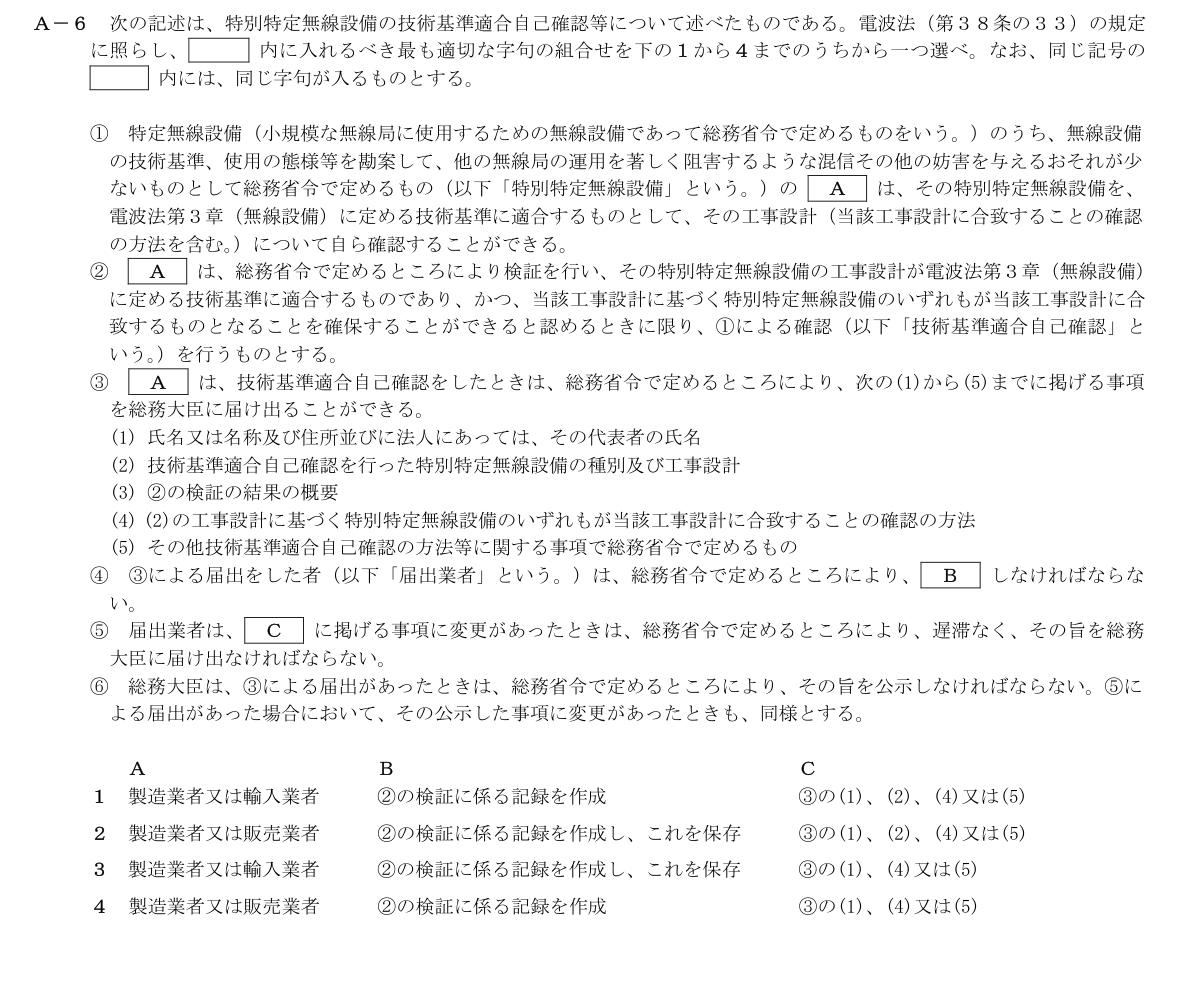 Ａ－６　次の記述は、特別特定無線設備の技術基準適合自己確認等について述べたものである。電波法（第３８条の３３）の規定
に照らし、　　　内に入れるべき最も適切な字句の組合せを下の１から４までのうちから一つ選べ。なお、同じ記号の
　　　内には、同じ字句が入るものとする。
①　特定無線設備（小規模な無線局に使用するための無線設備であって総務省令で定めるものをいう。）のうち、無線設備
の技術基準、使用の態様等を勘案して、他の無線局の運用を著しく阻害するような混信その他の妨害を与えるおそれが少
ないものとして総務省令で定めるもの（以下「特別特定無線設備」という。）の A は、その特別特定無線設備を、
電波法第３章（無線設備）に定める技術基準に適合するものとして、その工事設計（当該工事設計に合致することの確認
の方法を含む。）について自ら確認することができる。
②　A は、総務省令で定めるところにより検証を行い、その特別特定無線設備の工事設計が電波法第３章（無線設備）
に定める技術基準に適合するものであり、かつ、当該工事設計に基づく特別特定無線設備のいずれもが当該工事設計に合
致するものとなることを確保することができると認めるときに限り、①による確認（以下「技術基準適合自己確認」と
いう。）を行うものとする。
③　A は、技術基準適合自己確認をしたときは、総務省令で定めるところにより、次の(1)から(5)までに掲げる事項
を総務大臣に届け出ることができる。
(1) 氏名又は名称及び住所並びに法人にあっては、その代表者の氏名
(2) 技術基準適合自己確認を行った特別特定無線設備の種別及び工事設計
(3) ②の検証の結果の概要
(4) (2)の工事設計に基づく特別特定無線設備のいずれもが当該工事設計に合致することの確認の方法
(5) その他技術基準適合自己確認の方法等に関する事項で総務省令で定めるもの
④　③による届出をした者（以下「届出業者」という。）は、総務省令で定めるところにより、 B しなければならな
い。
⑤　届出業者は、 C に掲げる事項に変更があったときは、総務省令で定めるところにより、遅滞なく、その旨を総務
大臣に届け出なければならない。
⑥　総務大臣は、③による届出があったときは、総務省令で定めるところにより、その旨を公示しなければならない。⑤に
よる届出があった場合において、その公示した事項に変更があったときも、同様とする。
A　B　C
１　製造業者又は輸入業者　②の検証に係る記録を作成　③の(1)、(2)、(4)又は(5)
２　製造業者又は販売業者　②の検証に係る記録を作成し、これを保存　③の(1)、(2)、(4)又は(5)
３　製造業者又は輸入業者　②の検証に係る記録を作成し、これを保存　③の(1)、(4)又は(5)
４　製造業者又は販売業者　②の検証に係る記録を作成　③の(1)、(4)又は(5)